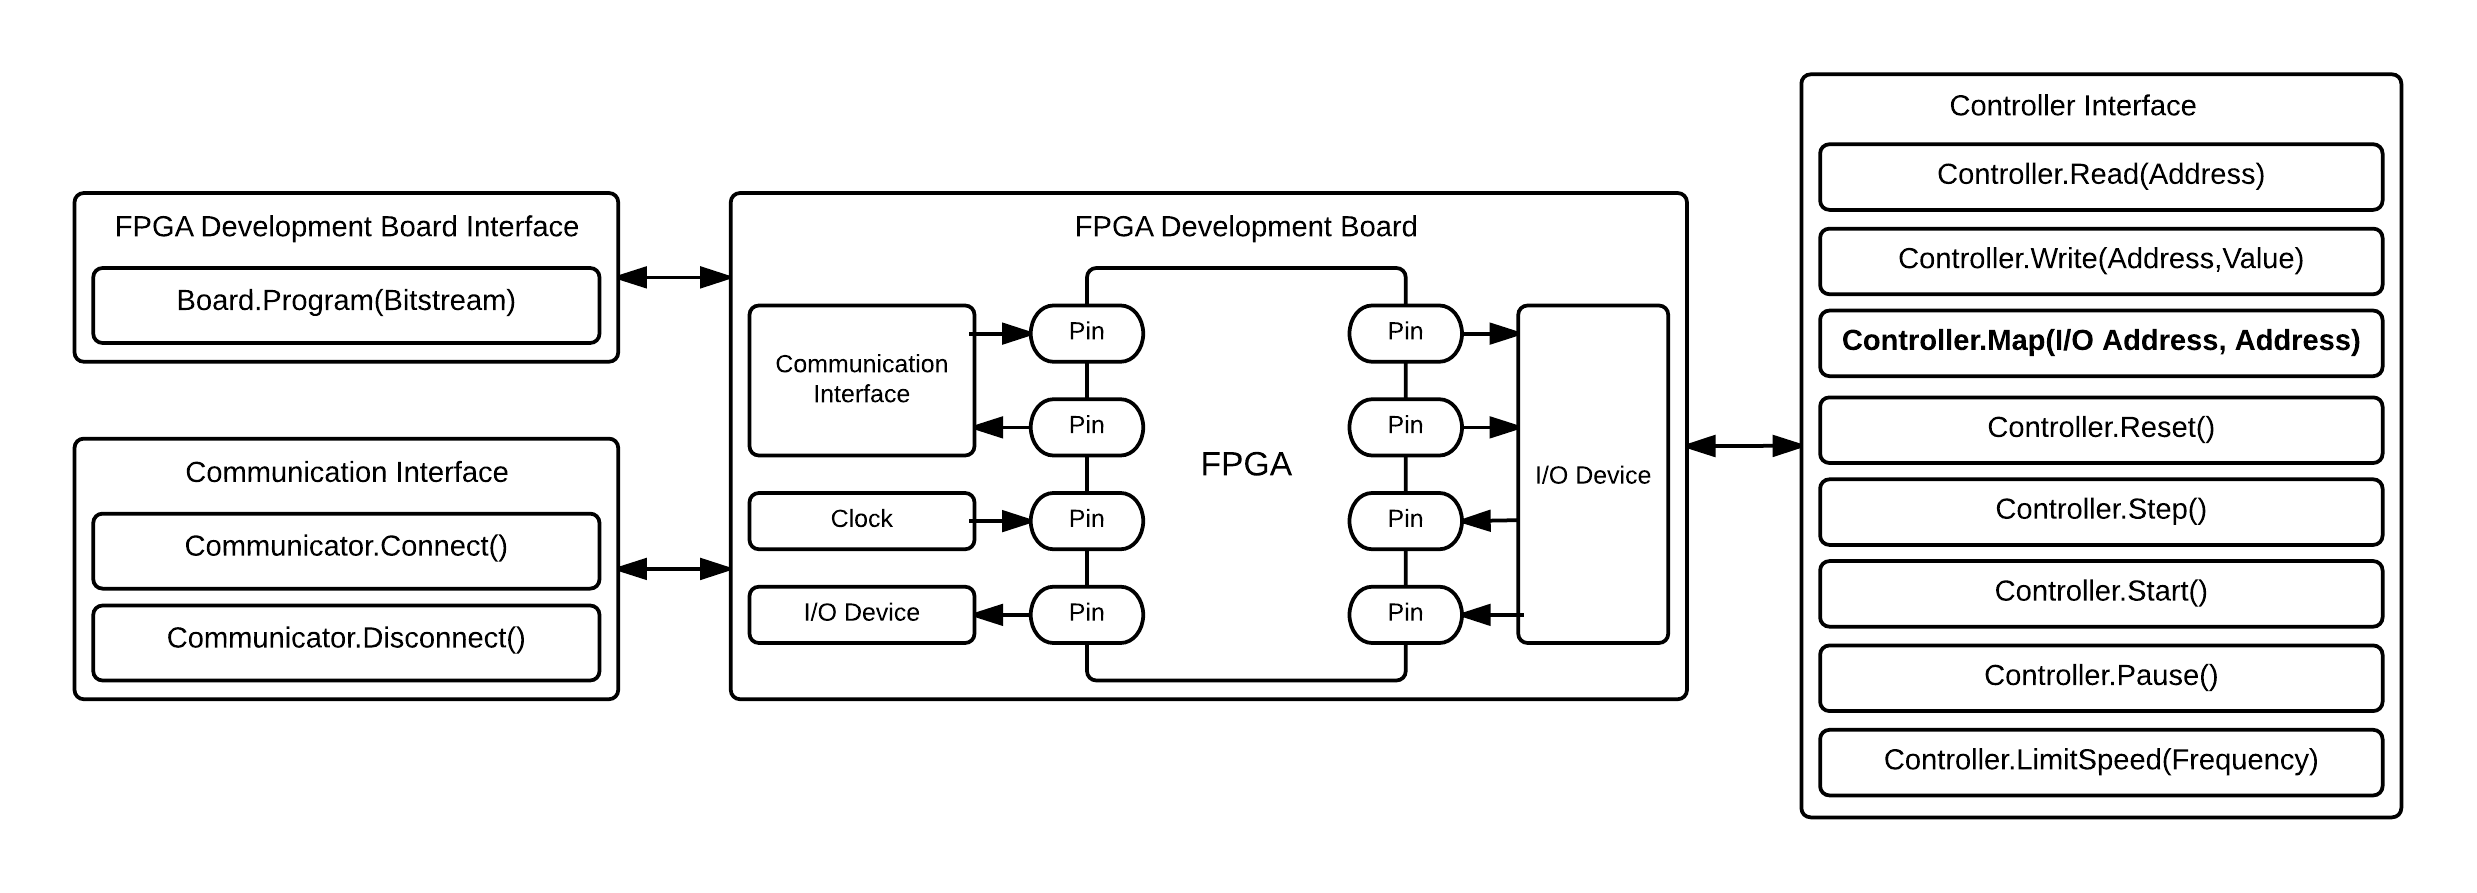 FPGA Development Board Interface
Board.Program(Bitstream)
Communication Interface
Communicator.Connect()
Communicator.Disconnect()
FPGA Development Board
Communication
Interface
Clock
I/O Device
Pin
Pin
Pin
Pin
FPGA
Pin
Pin
Pin
Pin
I/O Device
Controller Interface
Controller.Read(Address)
Controller.Write(Address,Value)
Controller.Map(I/O Address, Address)
Controller.Reset()
Controller.Step()
Controller.Start()
Controller.Pause()
Controller.LimitSpeed(Frequency)